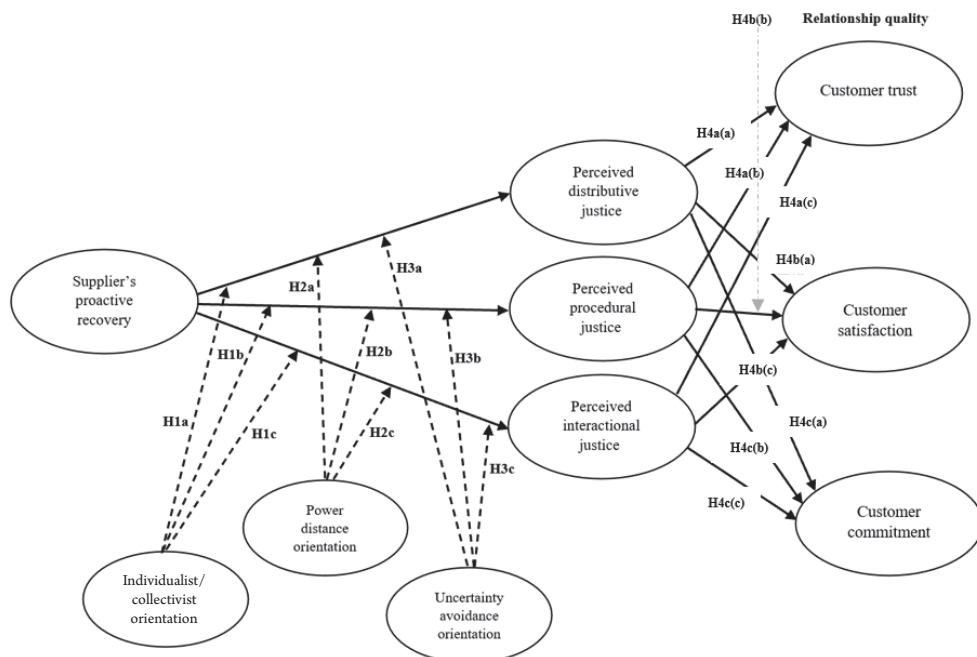 H4b(b)
Relationship quality
Customer trust
H4a(a)
H4a(b)
H4a(c)
Perceived
distributive
justice
H3a
H2a
H4b(a)
Supplier's
proactive
recovery
Perceived
procedural
justice
Customer
satisfaction
H1b
H2b
H3b
H4b(c)
H1a
H1c
H2c
Perceived
interactional
justice
H4c(a)
H4c(b)
H3c
H4c(c)
Power
distance
orientation
Customer
commitment
Individualist/
collectivist
orientation
Uncertainty
avoidance
orientation